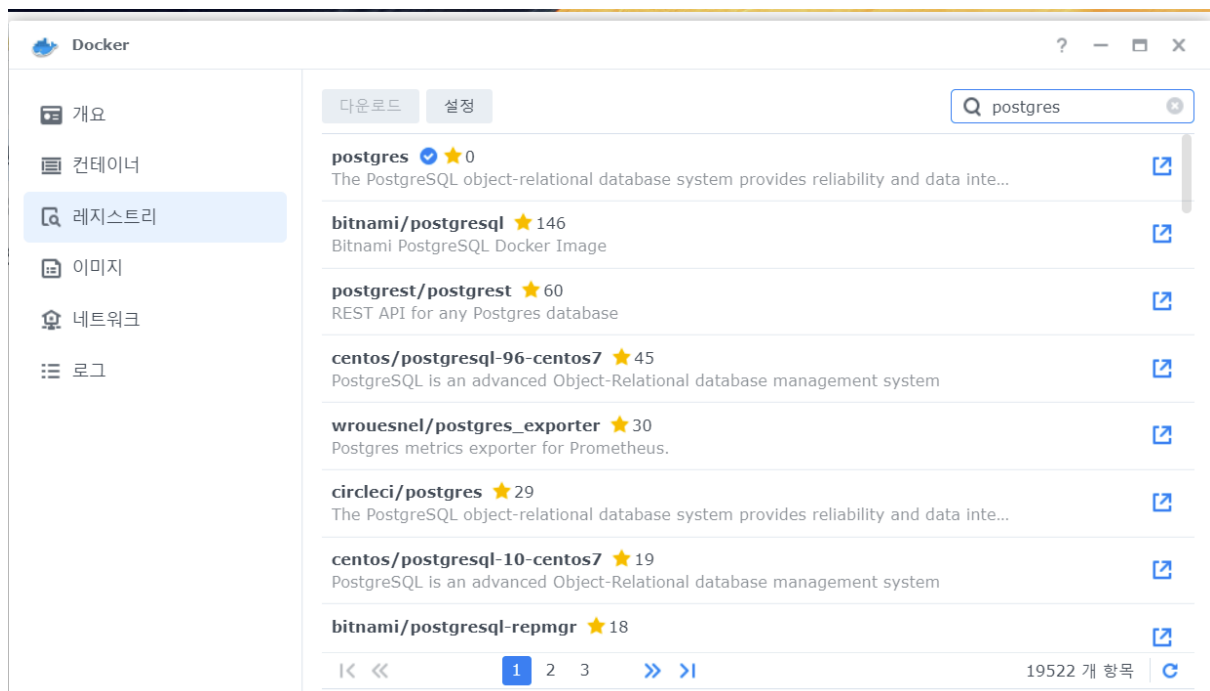 Docker
?
개요
컨테이너
레지스트리
이미지
네트워크
로그
다운로드 설정
postgres
postgres 0
The PostgreSQL object-relational database system provides reliability and data inte...
bitnami/postgresql 146
Bitnami PostgreSQL Docker Image
postgrest/postgrest 60
REST API for any Postgres database
centos/postgresql-96-centos7 45
PostgreSQL is an advanced Object-Relational database management system
wrouesnel/postgres_exporter 30
Postgres metrics exporter for Prometheus.
circleci/postgres 29
The PostgreSQL object-relational database system provides reliability and data inte...
centos/postgresql-10-centos7 19
PostgreSQL is an advanced Object-Relational database management system
bitnami/postgresql-repmgr 18
1 2 3
19522 개 항목